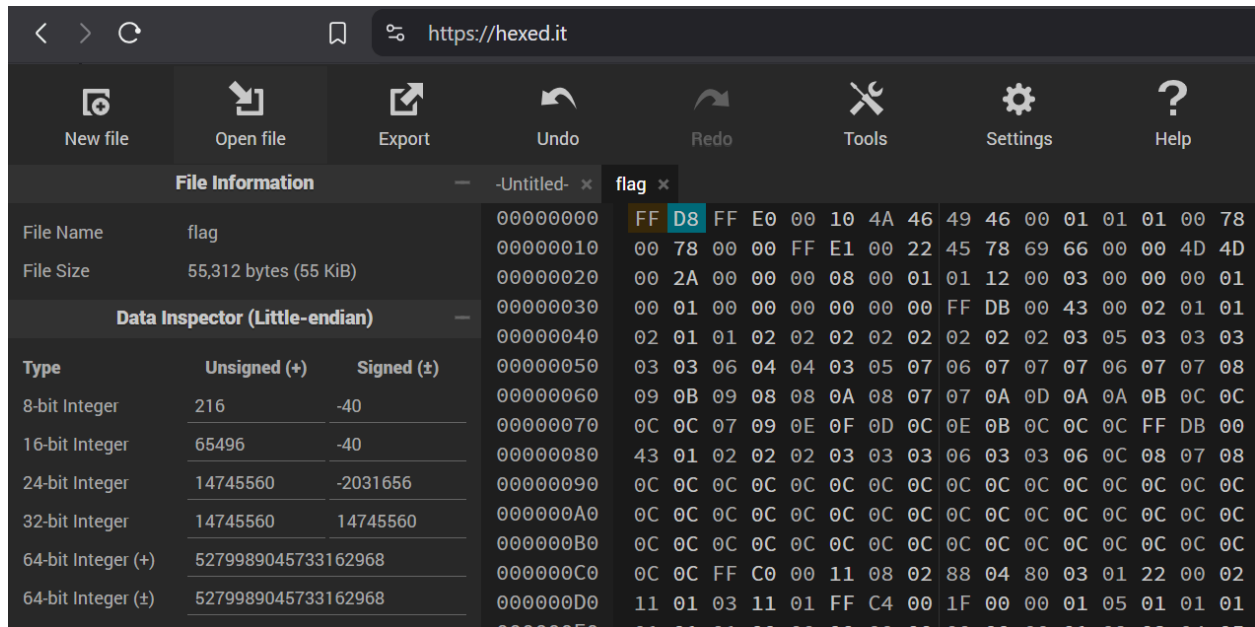 https://hexed.it
New file Open file Export Undo Redo Tools Settings Help
File Information
-Untitled- × flag ×
File Name flag
File Size 55,312 bytes (55 KiB)
Data Inspector (Little-endian)
Type Unsigned (+) Signed (±)
8-bit Integer 216 -40
16-bit Integer 65496 -40
24-bit Integer 14745560 -2031656
32-bit Integer 14745560 14745560
64-bit Integer (+) 5279989045733162968
64-bit Integer (±) 5279989045733162968
00000000 FF D8 FF E0 00 10 4A 46 49 46 00 01 01 01 00 78
00000010 00 78 00 00 FF E1 00 22 45 78 69 66 00 00 4D 4D
00000020 00 2A 00 00 00 08 00 01 01 12 00 03 00 00 00 01
00000030 00 01 00 00 00 00 00 00 FF DB 00 43 00 02 01 01
00000040 02 01 01 02 02 02 02 02 02 02 02 03 05 03 03 03
00000050 03 03 06 04 04 03 05 07 06 07 07 07 06 07 07 08
00000060 09 0B 09 08 08 0A 08 07 07 0A 0D 0A 0A 0B 0C 0C
00000070 0C 0C 07 09 0E 0F 0D 0C 0E 0B 0C 0C 0C FF DB 00
00000080 43 01 02 02 02 03 03 03 06 03 03 06 0C 08 07 08
00000090 0C 0C 0C 0C 0C 0C 0C 0C 0C 0C 0C 0C 0C 0C 0C 0C
000000A0 0C 0C 0C 0C 0C 0C 0C 0C 0C 0C 0C 0C 0C 0C 0C 0C
000000B0 0C 0C 0C 0C 0C 0C 0C 0C 0C 0C 0C 0C 0C 0C 0C 0C
000000C0 0C 0C FF C0 00 11 08 02 88 04 80 03 01 22 00 02
000000D0 11 01 03 11 01 FF C4 00 1F 00 00 01 05 01 01 01